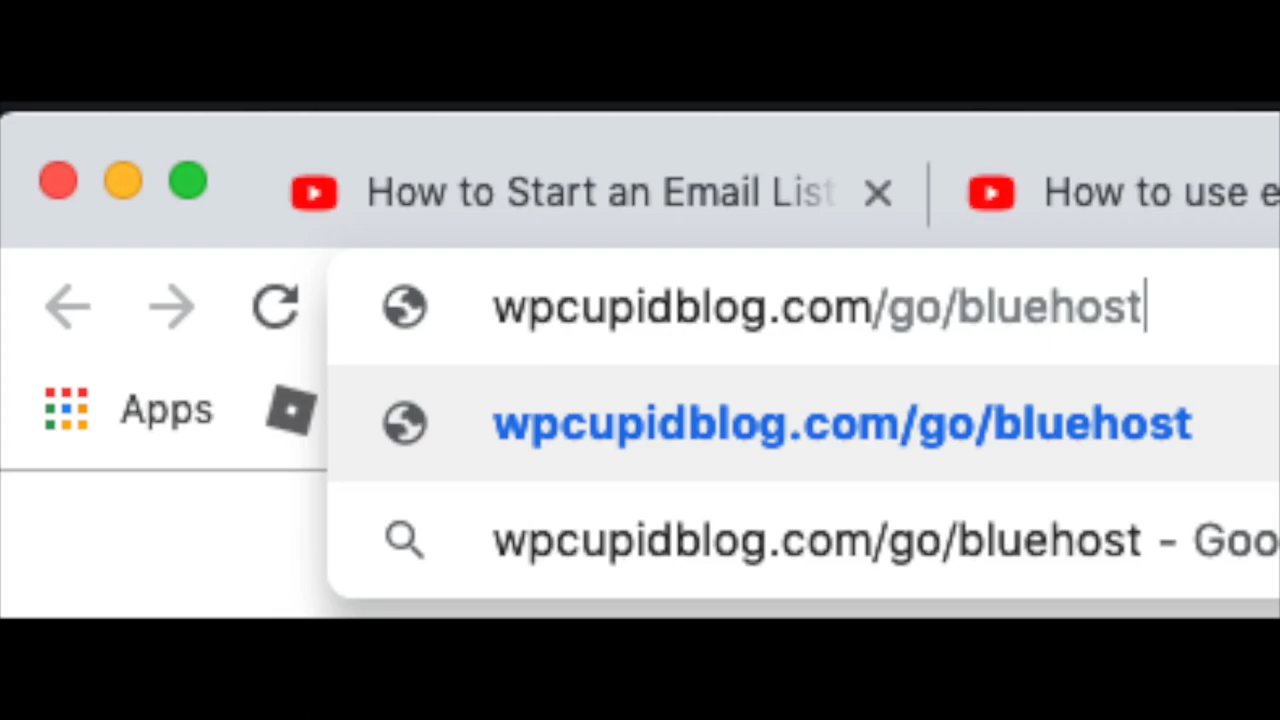 How to Start an Email List
How to use e
wpcupidblog.com/go/bluehost
Apps
wpcupidblog.com/go/bluehost
wpcupidblog.com/go/bluehost - Goo